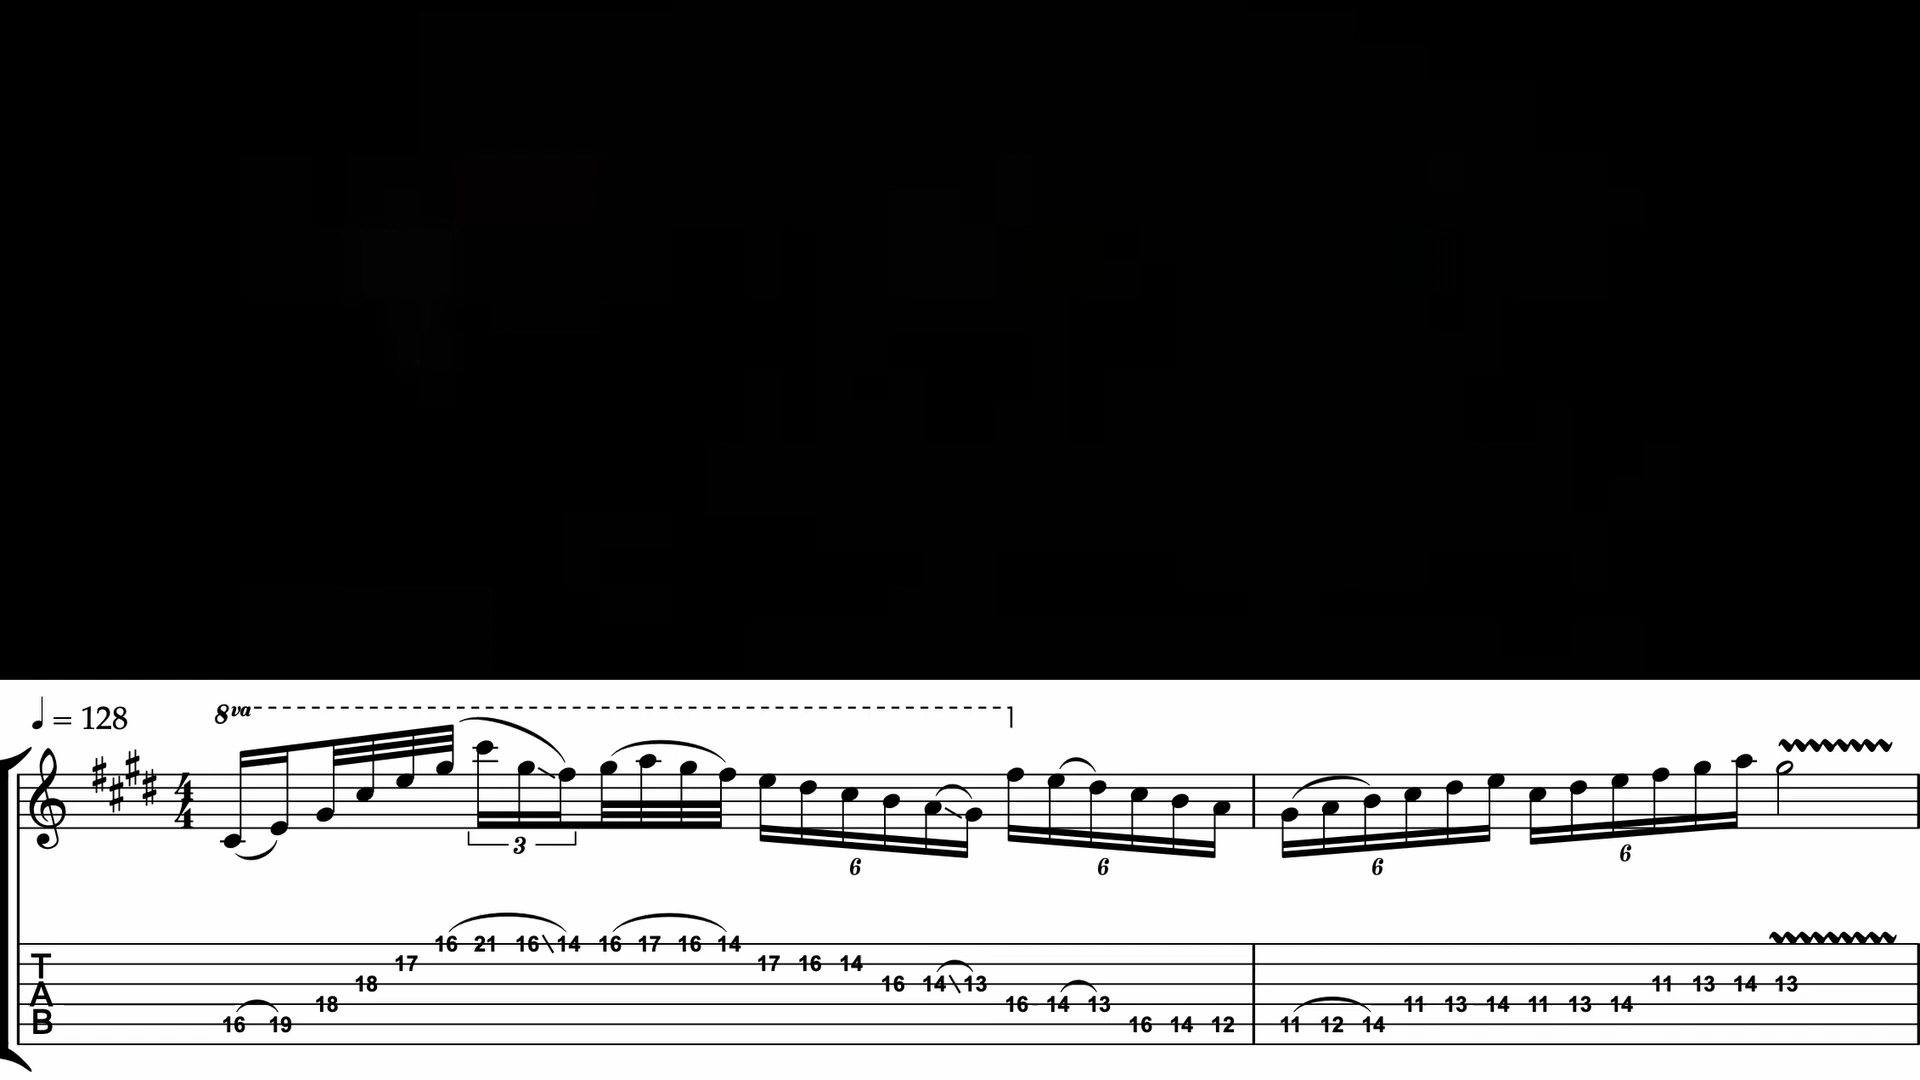 = 128
8va
4
4
3
6
6
6
6
16 21 16 14 16 17 16 14
T 17 17 16 14
18 16 14 13 11 13 14 13
A 18 16 14 13 11 13 14 11 13 14
B 16 19 16 14 12 11 12 14